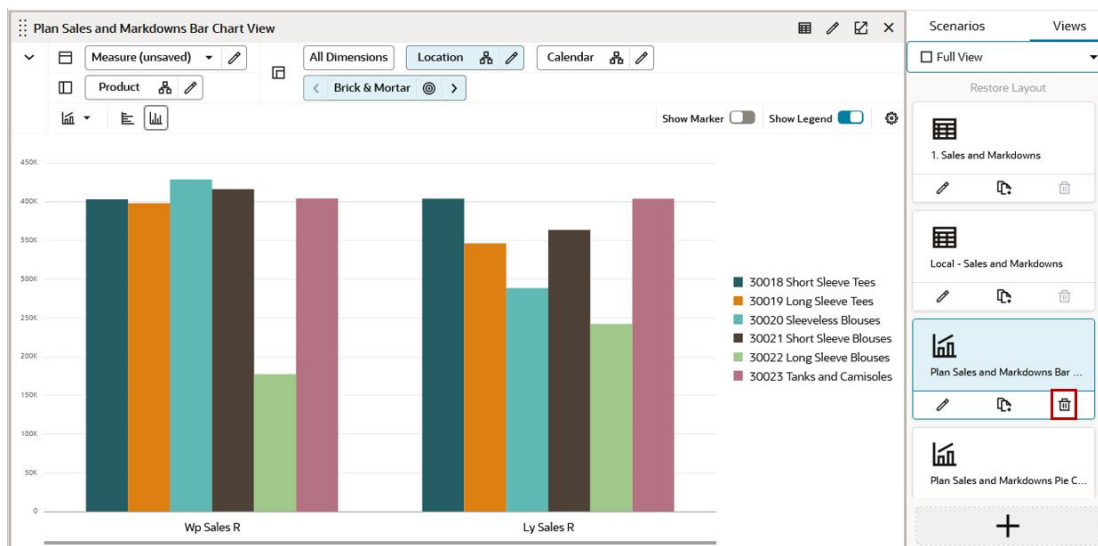 Plan Sales and Markdowns Bar Chart View
Measure (unsaved)
All Dimensions Location Calendar
Product
Brick & Mortar
Show Marker Show Legend
450K
400K
350K
300K
250K
200K
150K
100K
50K
0
Wp Sales R Ly Sales R
30018 Short Sleeve Tees
30019 Long Sleeve Tees
30020 Sleeveless Blouses
30021 Short Sleeve Blouses
30022 Long Sleeve Blouses
30023 Tanks and Camisoles
Scenarios Views
Full View
Restore Layout
1. Sales and Markdowns
Local - Sales and Markdowns
Plan Sales and Markdowns Bar ...
Plan Sales and Markdowns Pie C...